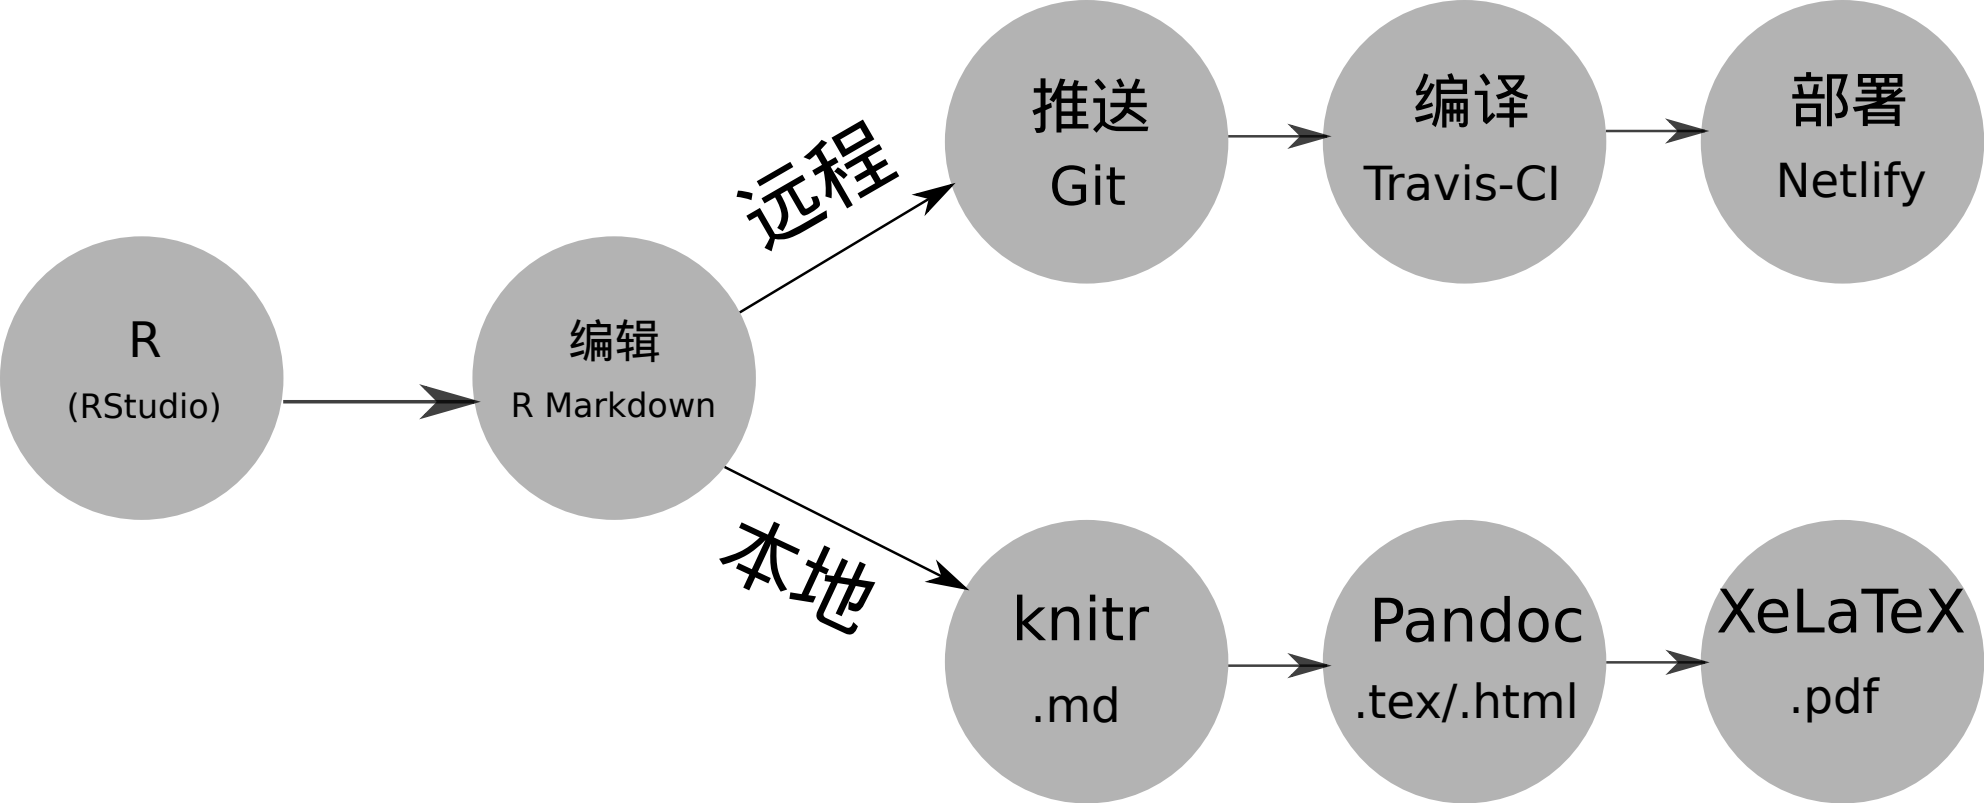 R
(RStudio)
编辑
R Markdown
远程
推送
Git
编译
Travis-CI
部署
Netlify
本地
knitr
.md
Pandoc
.tex/.html
XeLaTeX
.pdf